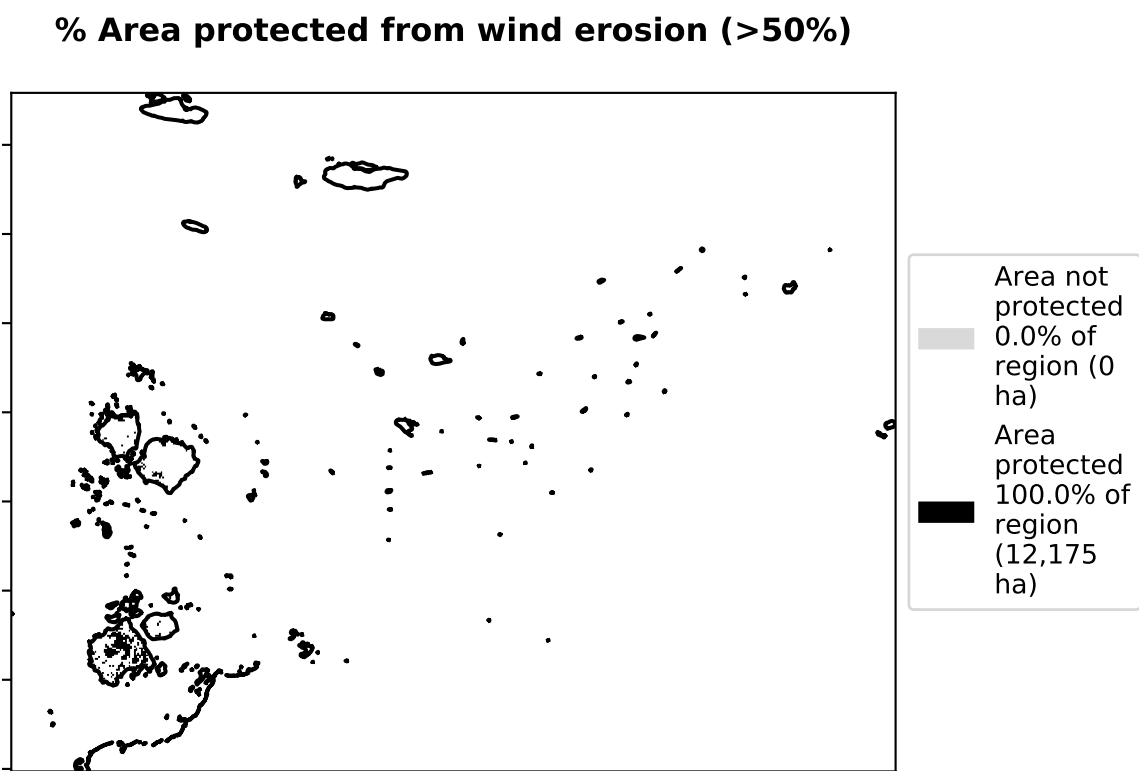 % Area protected from wind erosion (>50%)
Area not
protected
0.0% of
region (0
ha)
Area
protected
100.0% of
region
(12,175
ha)